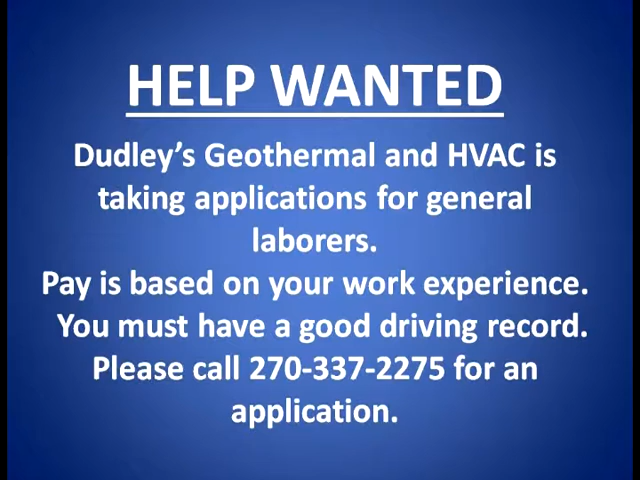 HELP WANTED
Dudley's Geothermal and HVAC is
taking applications for general
laborers.
Pay is based on your work experience.
You must have a good driving record.
Please call 270-337-2275 for an
application.